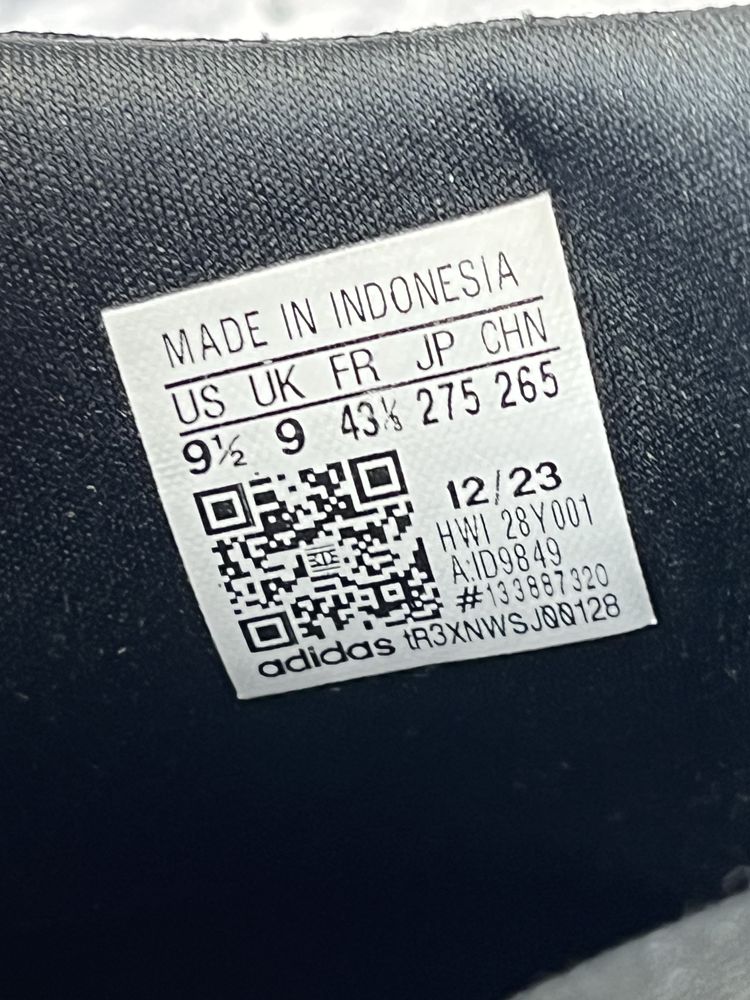 MADE IN INDONESIA
US UK FR JP CHN
9½ 9 43⅓ 275 265
12/23
HWI 28Y001
A:ID9849
#133887320
adidas tR3XNWSJ00128